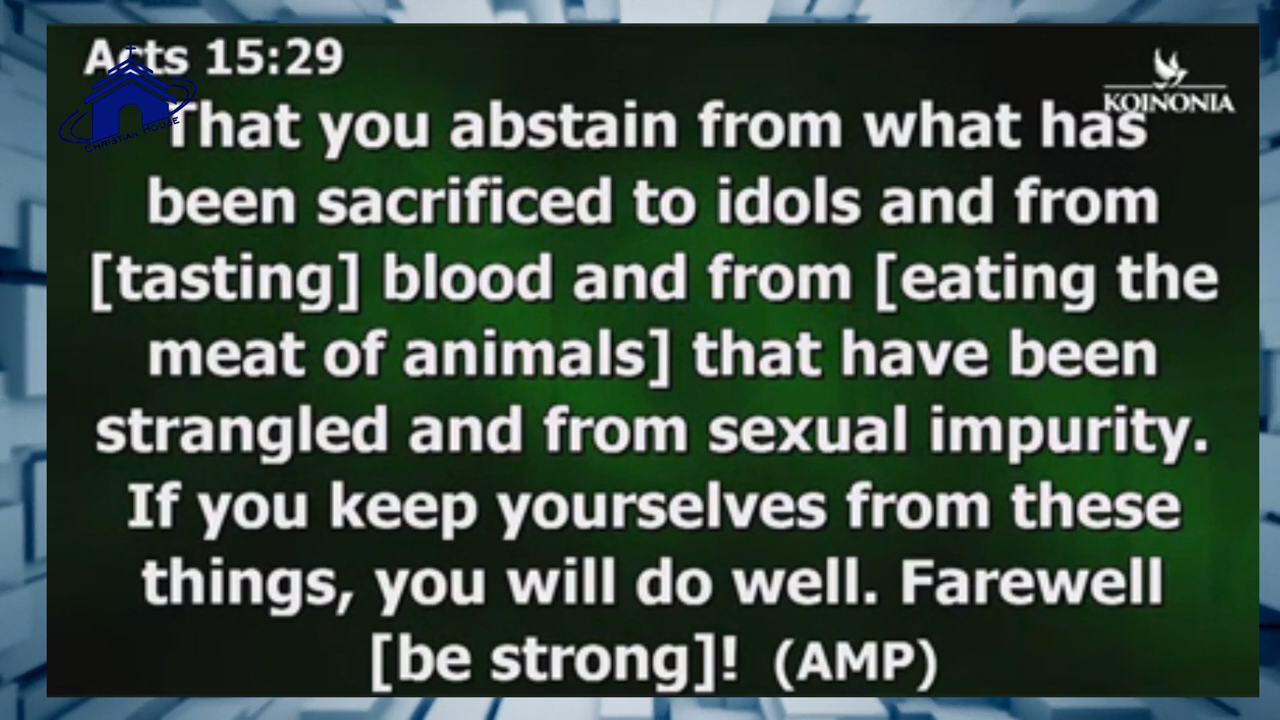 Acts 15:29
KOINONIA
CHRISTIAN HOUSE
That you abstain from what has
been sacrificed to idols and from
[tasting] blood and from [eating the
meat of animals] that have been
strangled and from sexual impurity.
If you keep yourselves from these
things, you will do well. Farewell
[be strong]! (AMP)